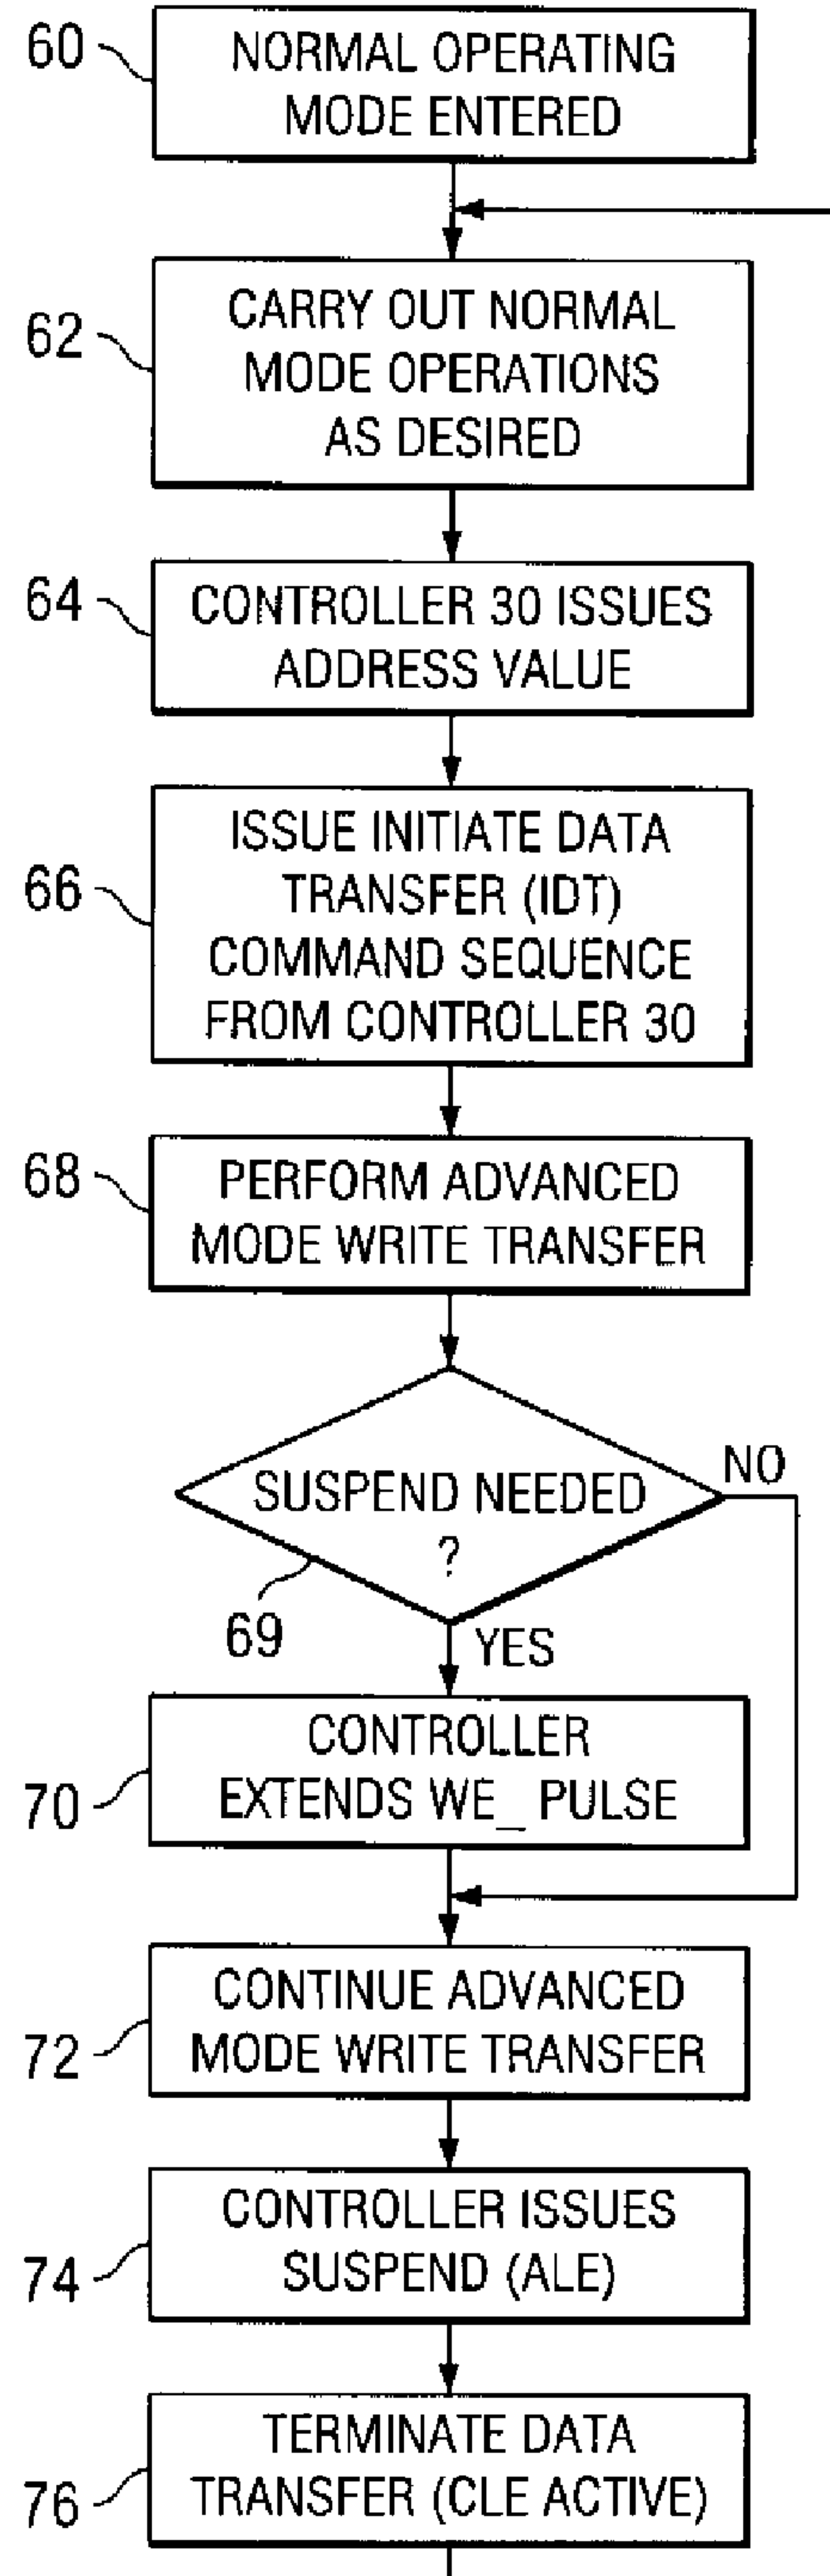 60
NORMAL OPERATING
MODE ENTERED
62
CARRY OUT NORMAL
MODE OPERATIONS
AS DESIRED
64
CONTROLLER 30 ISSUES
ADDRESS VALUE
66
ISSUE INITIATE DATA
TRANSFER (IDT)
COMMAND SEQUENCE
FROM CONTROLLER 30
68
PERFORM ADVANCED
MODE WRITE TRANSFER
SUSPEND NEEDED
?
NO
69
YES
70
CONTROLLER
EXTENDS WE_ PULSE
72
CONTINUE ADVANCED
MODE WRITE TRANSFER
74
CONTROLLER ISSUES
SUSPEND (ALE)
76
TERMINATE DATA
TRANSFER (CLE ACTIVE)